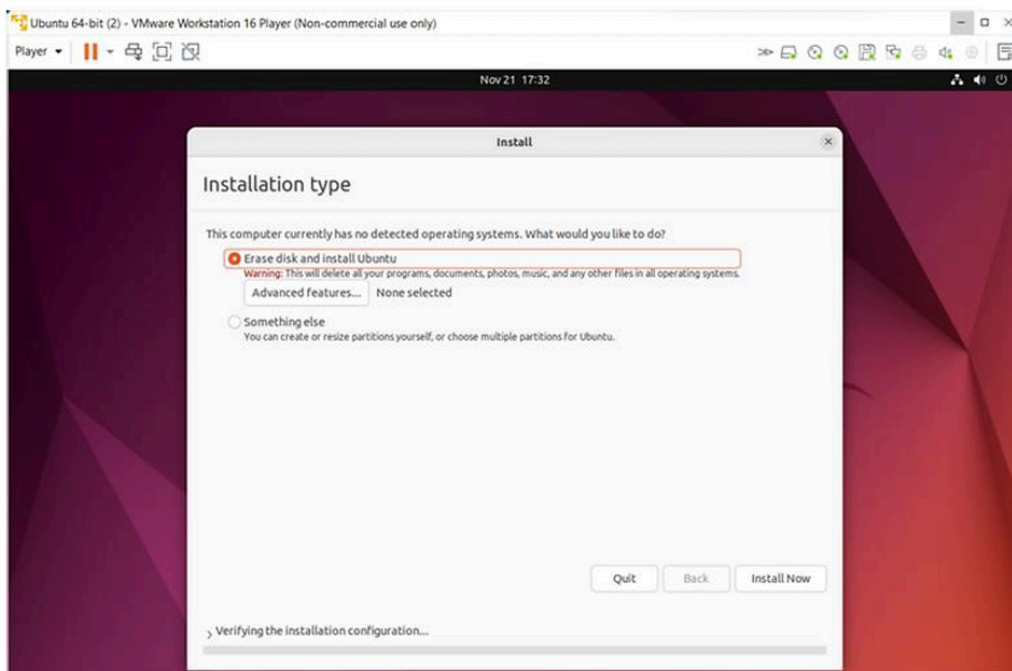 Ubuntu 64-bit (2) - VMware Workstation 16 Player (Non-commercial use only)
Player
Nov 21 17:32
Install
Installation type
This computer currently has no detected operating systems. What would you like to do?
Erase disk and install Ubuntu
Warning: This will delete all your programs, documents, photos, music, and any other files in all operating systems.
Advanced features... None selected
Something else
You can create or resize partitions yourself, or choose multiple partitions for Ubuntu.
Quit Back Install Now
Verifying the installation configuration...